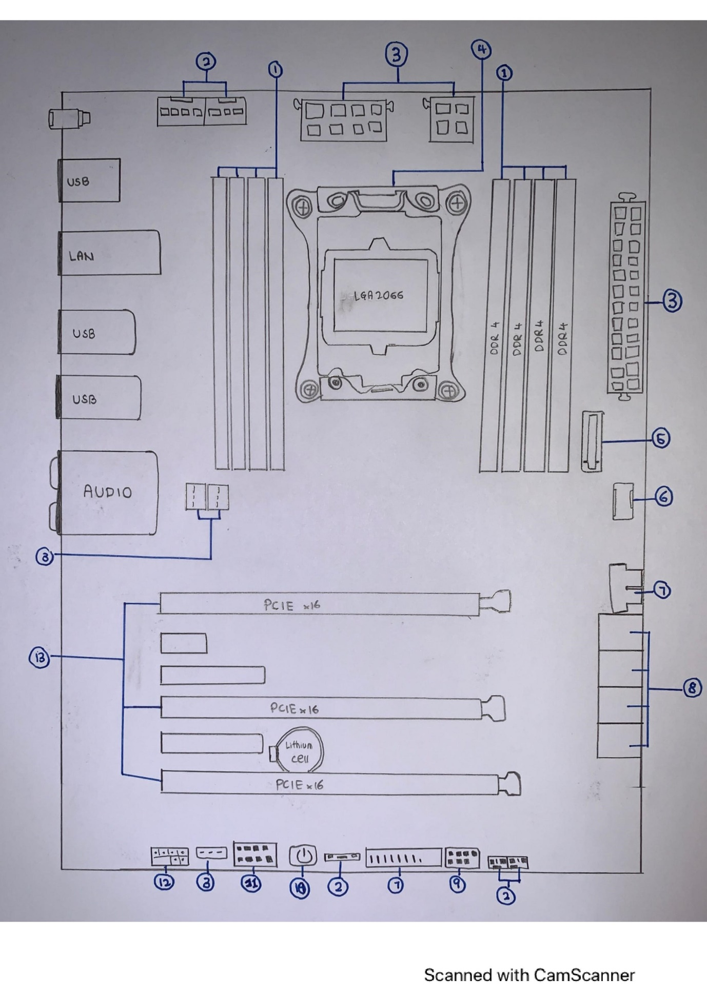 2
1
3
4
1
USB
LAN
LGA2066
3
DDR 4
DDR 4
DDR4
DDR4
USB
USB
5
AUDIO
6
3
7
PCIE x16
13
8
PCIE x16
Lithium
cell
PCIE x16
12
3
11
10
2
7
9
2
Scanned with CamScanner